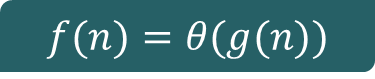 f(n) = θ(g(n))